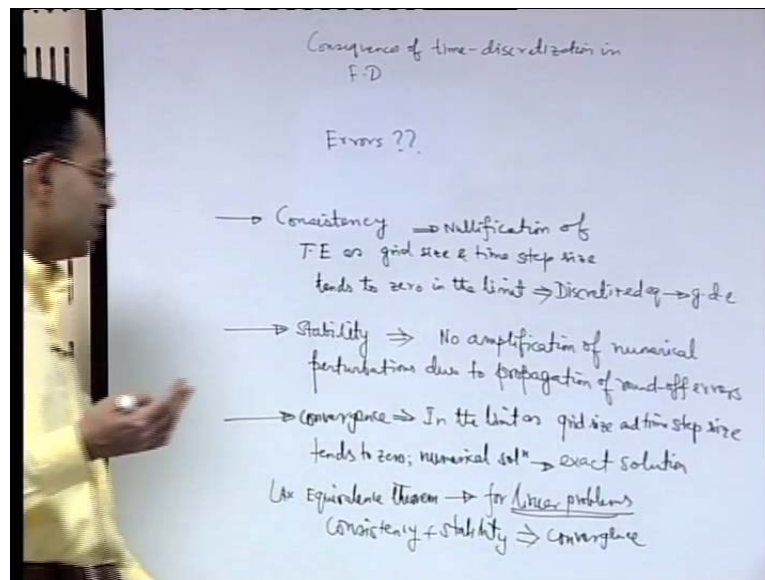 Consequence of time-discretization in
F.D
Errors ??
→ Consistency ⇒ Nullification of
T.E as grid size & time step size
tends to zero in the limit ⇒ Discretized eq → g.d.e
→ Stability ⇒ No amplification of numerical
perturbations due to propagation of round-off errors
→ Convergence ⇒ In the limit as grid size ad time step size
tends to zero; numerical solⁿ → exact solution
Lax Equivalence theorem → for linear problems
Consistency + stability ⇒ Convergence